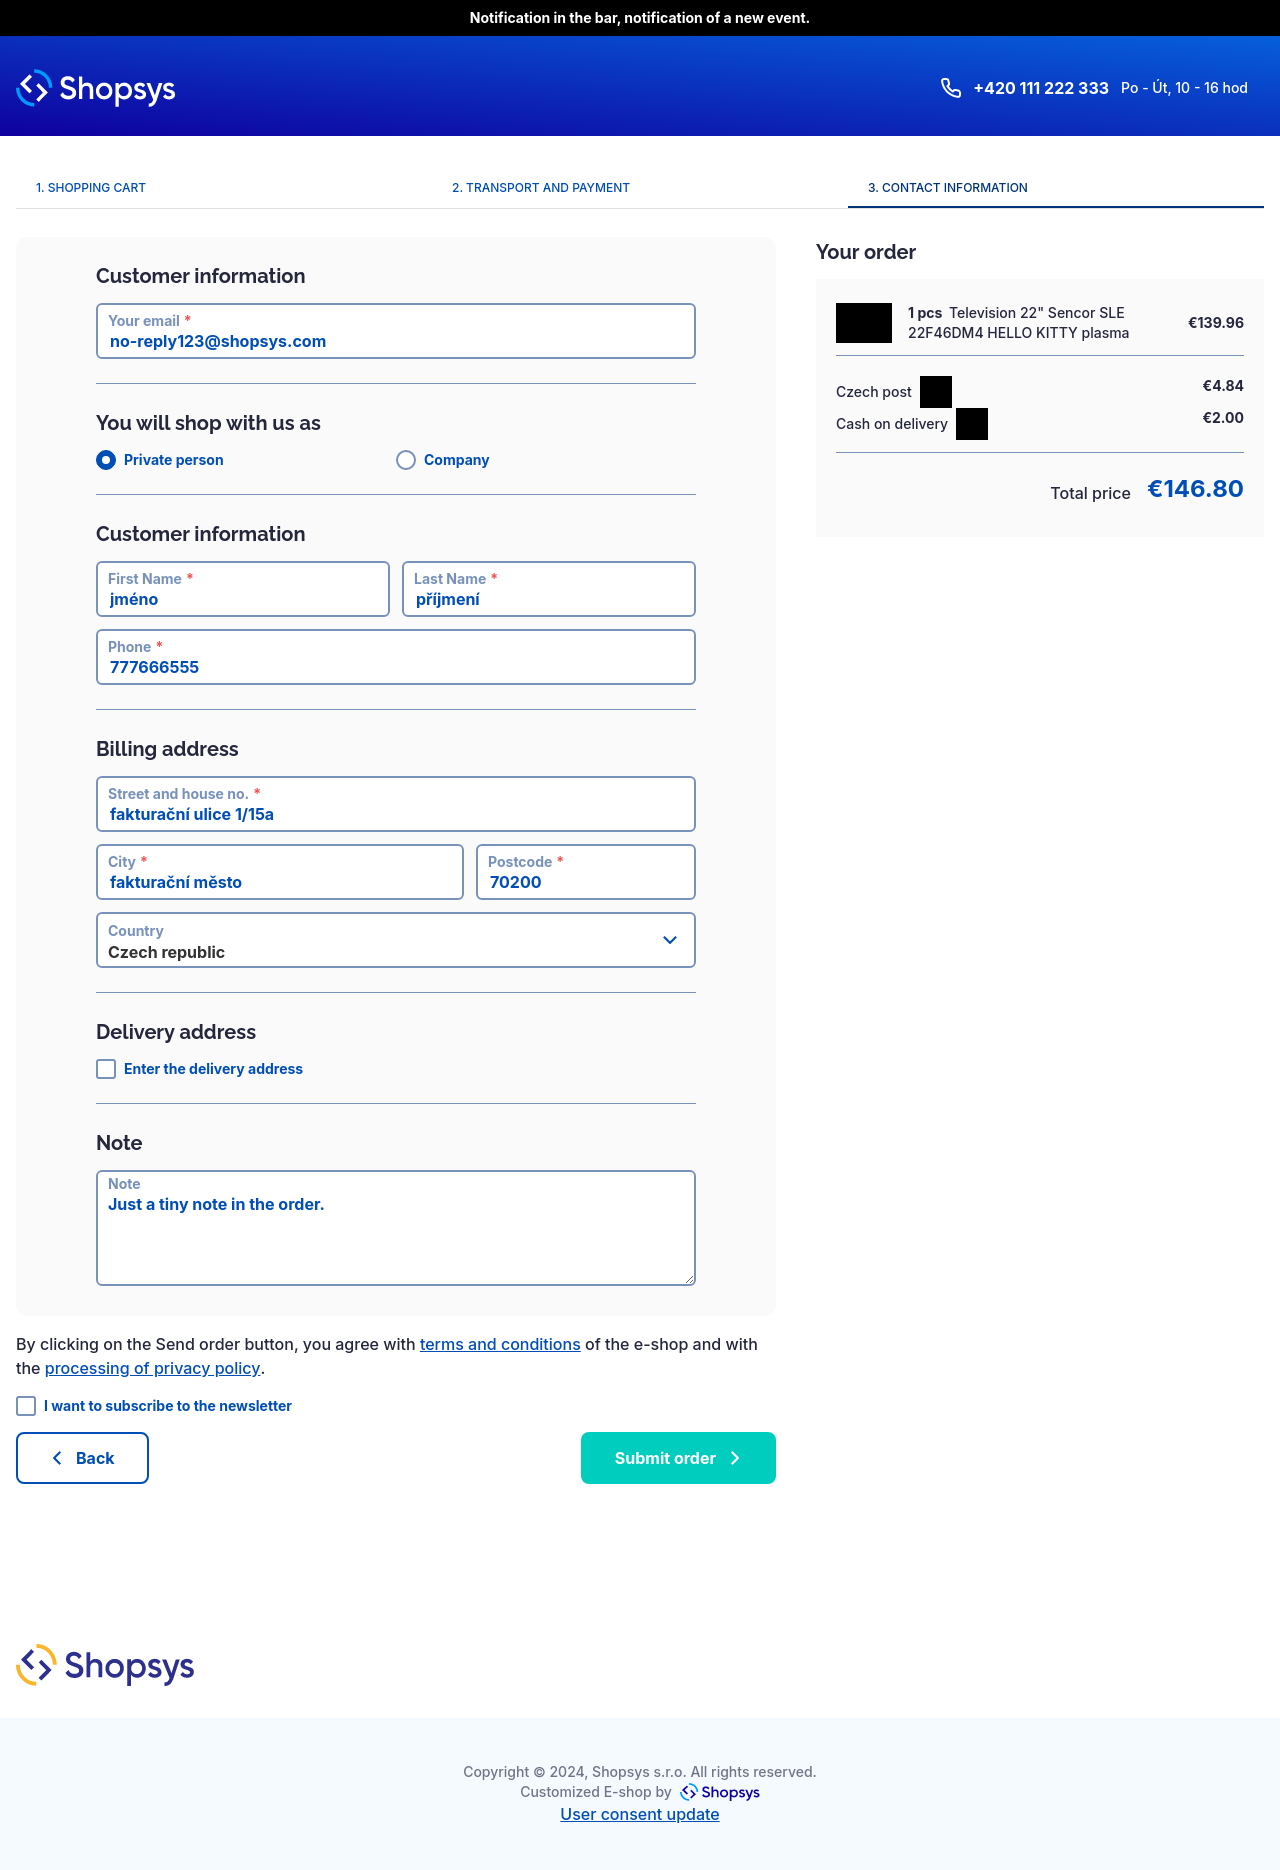 Notification in the bar, notification of a new event.
Shopsys
+420 111 222 333 Po - Út, 10 - 16 hod
1. SHOPPING CART
2. TRANSPORT AND PAYMENT
3. CONTACT INFORMATION
Customer information
Your email *
no-reply123@shopsys.com
You will shop with us as
Private person
Company
Customer information
First Name *
jméno
Last Name *
příjmení
Phone *
777666555
Billing address
Street and house no. *
fakturační ulice 1/15a
City *
fakturační město
Postcode *
70200
Country
Czech republic
Delivery address
Enter the delivery address
Note
Note
Just a tiny note in the order.
By clicking on the Send order button, you agree with terms and conditions of the e-shop and with
the processing of privacy policy.
I want to subscribe to the newsletter
Back
Submit order
Your order
1 pcs Television 22" Sencor SLE
22F46DM4 HELLO KITTY plasma
€139.96
Czech post
€4.84
Cash on delivery
€2.00
Total price €146.80
Shopsys
Copyright © 2024, Shopsys s.r.o. All rights reserved.
Customized E-shop by Shopsys
User consent update